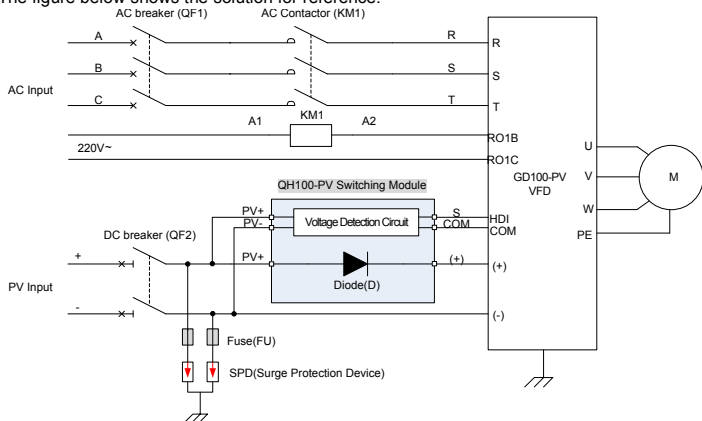 The figure below shows the solution for reference.
AC breaker (QF1) AC Contactor (KM1)
A R R
B S S
AC Input
C T T
A1 KM1 A2
RO1B
220V~
RO1C
U
GD100-PV
VFD
V
M
W
PE
QH100-PV Switching Module
PV+ Voltage Detection Circuit S HDI
PV- COM COM
DC breaker (QF2)
+ PV+ (+) (+)
Diode(D)
PV Input
- (-)
Fuse(FU)
SPD(Surge Protection Device)